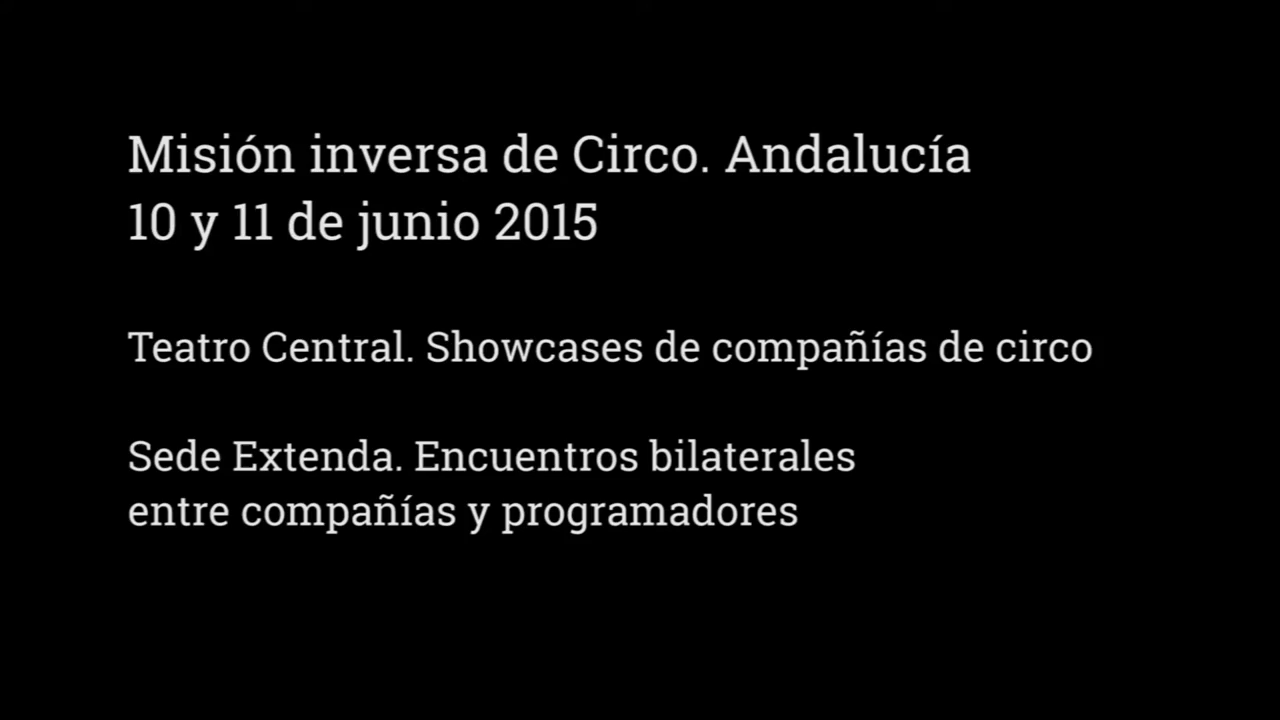 Misión inversa de Circo. Andalucía
10 y 11 de junio 2015
Teatro Central. Showcases de compañías de circo
Sede Extenda. Encuentros bilaterales
entre compañías y programadores